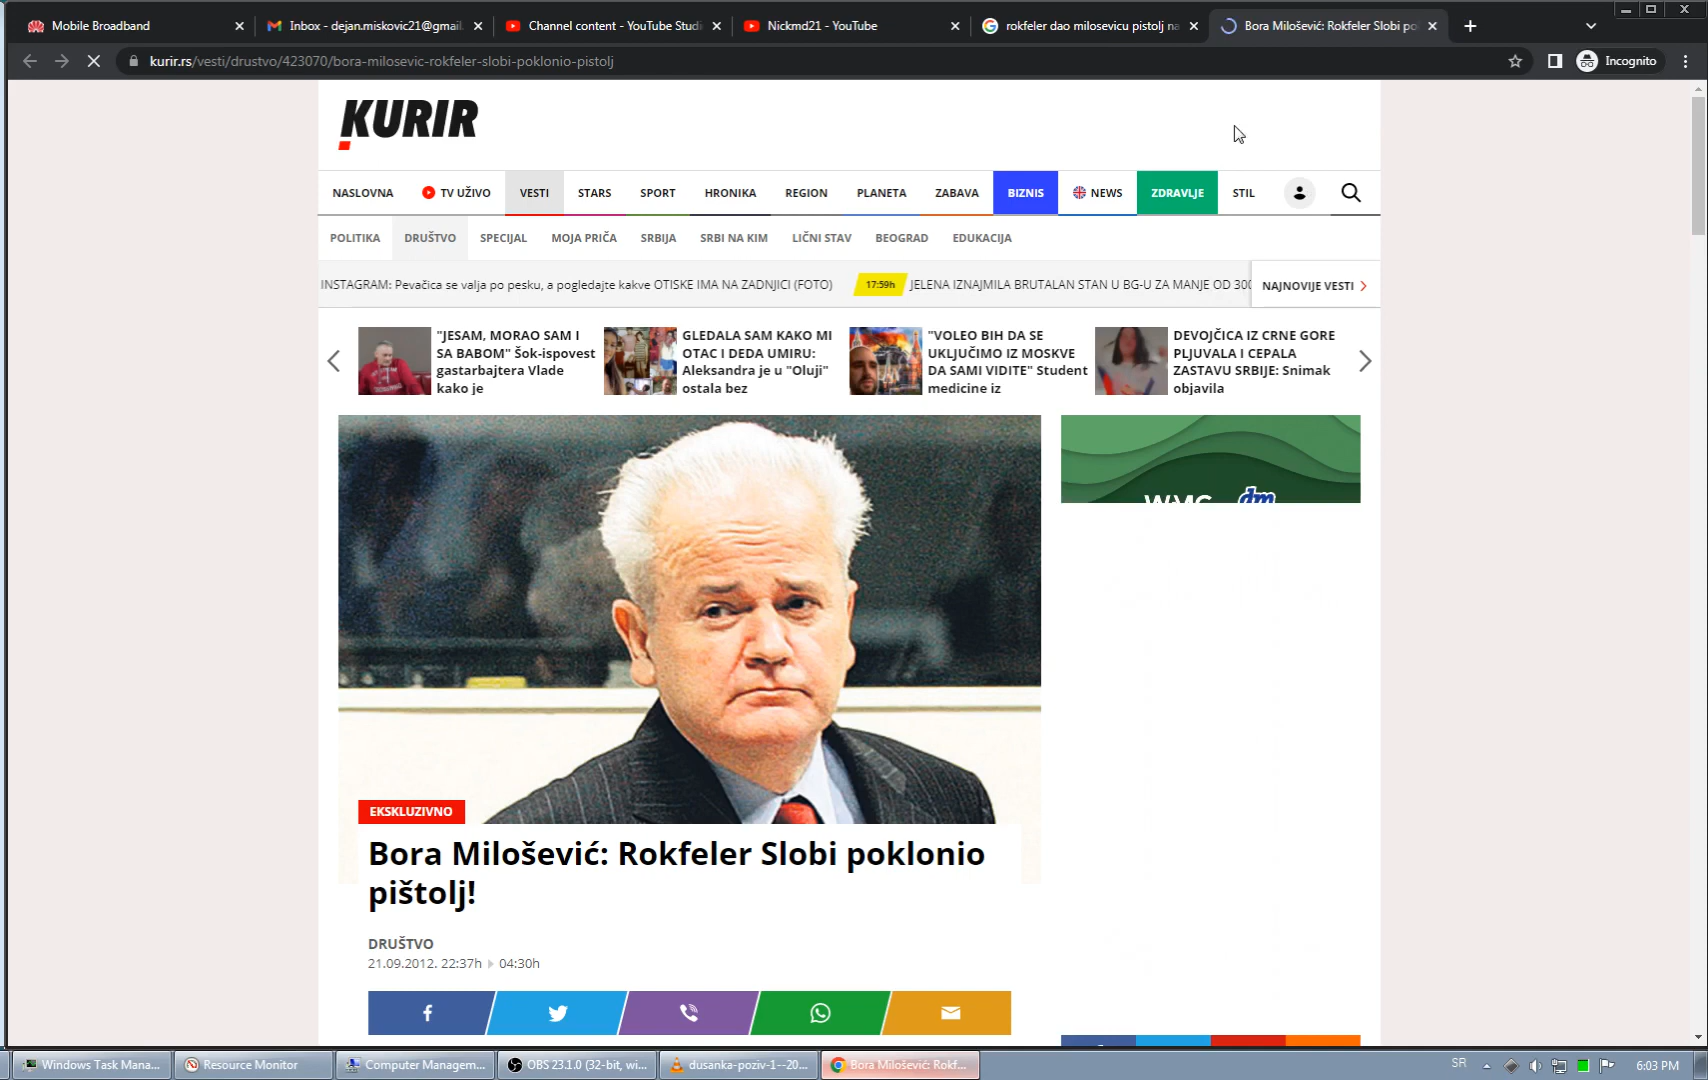 Mobile Broadband
Inbox - dejan.miskovic21@gmail.
Channel content - YouTube Studi
Nickmd21 - YouTube
rokfeler dao milosevicu pistolj na
Bora Milošević: Rokfeler Slobi po
kurir.rs/vesti/drustvo/423070/bora-milosevic-rokfeler-slobi-poklonio-pistolj
Incognito
KURIR
NASLOVNA TV UŽIVO VESTI STARS SPORT HRONIKA REGION PLANETA ZABAVA BIZNIS NEWS ZDRAVLJE STIL
POLITIKA DRUŠTVO SPECIJAL MOJA PRIČA SRBIJA SRBI NA KIM LIČNI STAV BEOGRAD EDUKACIJA
INSTAGRAM: Pevačica se valja po pesku, a pogledajte kakve OTISKE IMA NA ZADNJICI (FOTO) 17:59h JELENA IZNAJMILA BRUTALAN STAN U BG-U ZA MANJE OD 300
NAJNOVIJE VESTI
"JESAM, MORAO SAM I
SA BABOM" Šok-ispovest
gastarbajtera Vlade
kako je
GLEDALA SAM KAKO MI
OTAC I DEDA UMIRU:
Aleksandra je u "Oluji"
ostala bez
"VOLEO BIH DA SE
UKLJUČIMO IZ MOSKVE
DA SAMI VIDITE" Student
medicine iz
DEVOJČICA IZ CRNE GORE
PLJUVALA I CEPALA
ZASTAVU SRBIJE: Snimak
objavila
dm
EKSKLUZIVNO
Bora Milošević: Rokfeler Slobi poklonio
pištolj!
DRUŠTVO
21.09.2012. 22:37h 04:30h
Windows Task Mana...
Resource Monitor
Computer Managem...
OBS 23.1.0 (32-bit, wi...
dusanka-poziv-1--20...
Bora Milošević: Rokf...
SR
6:03 PM